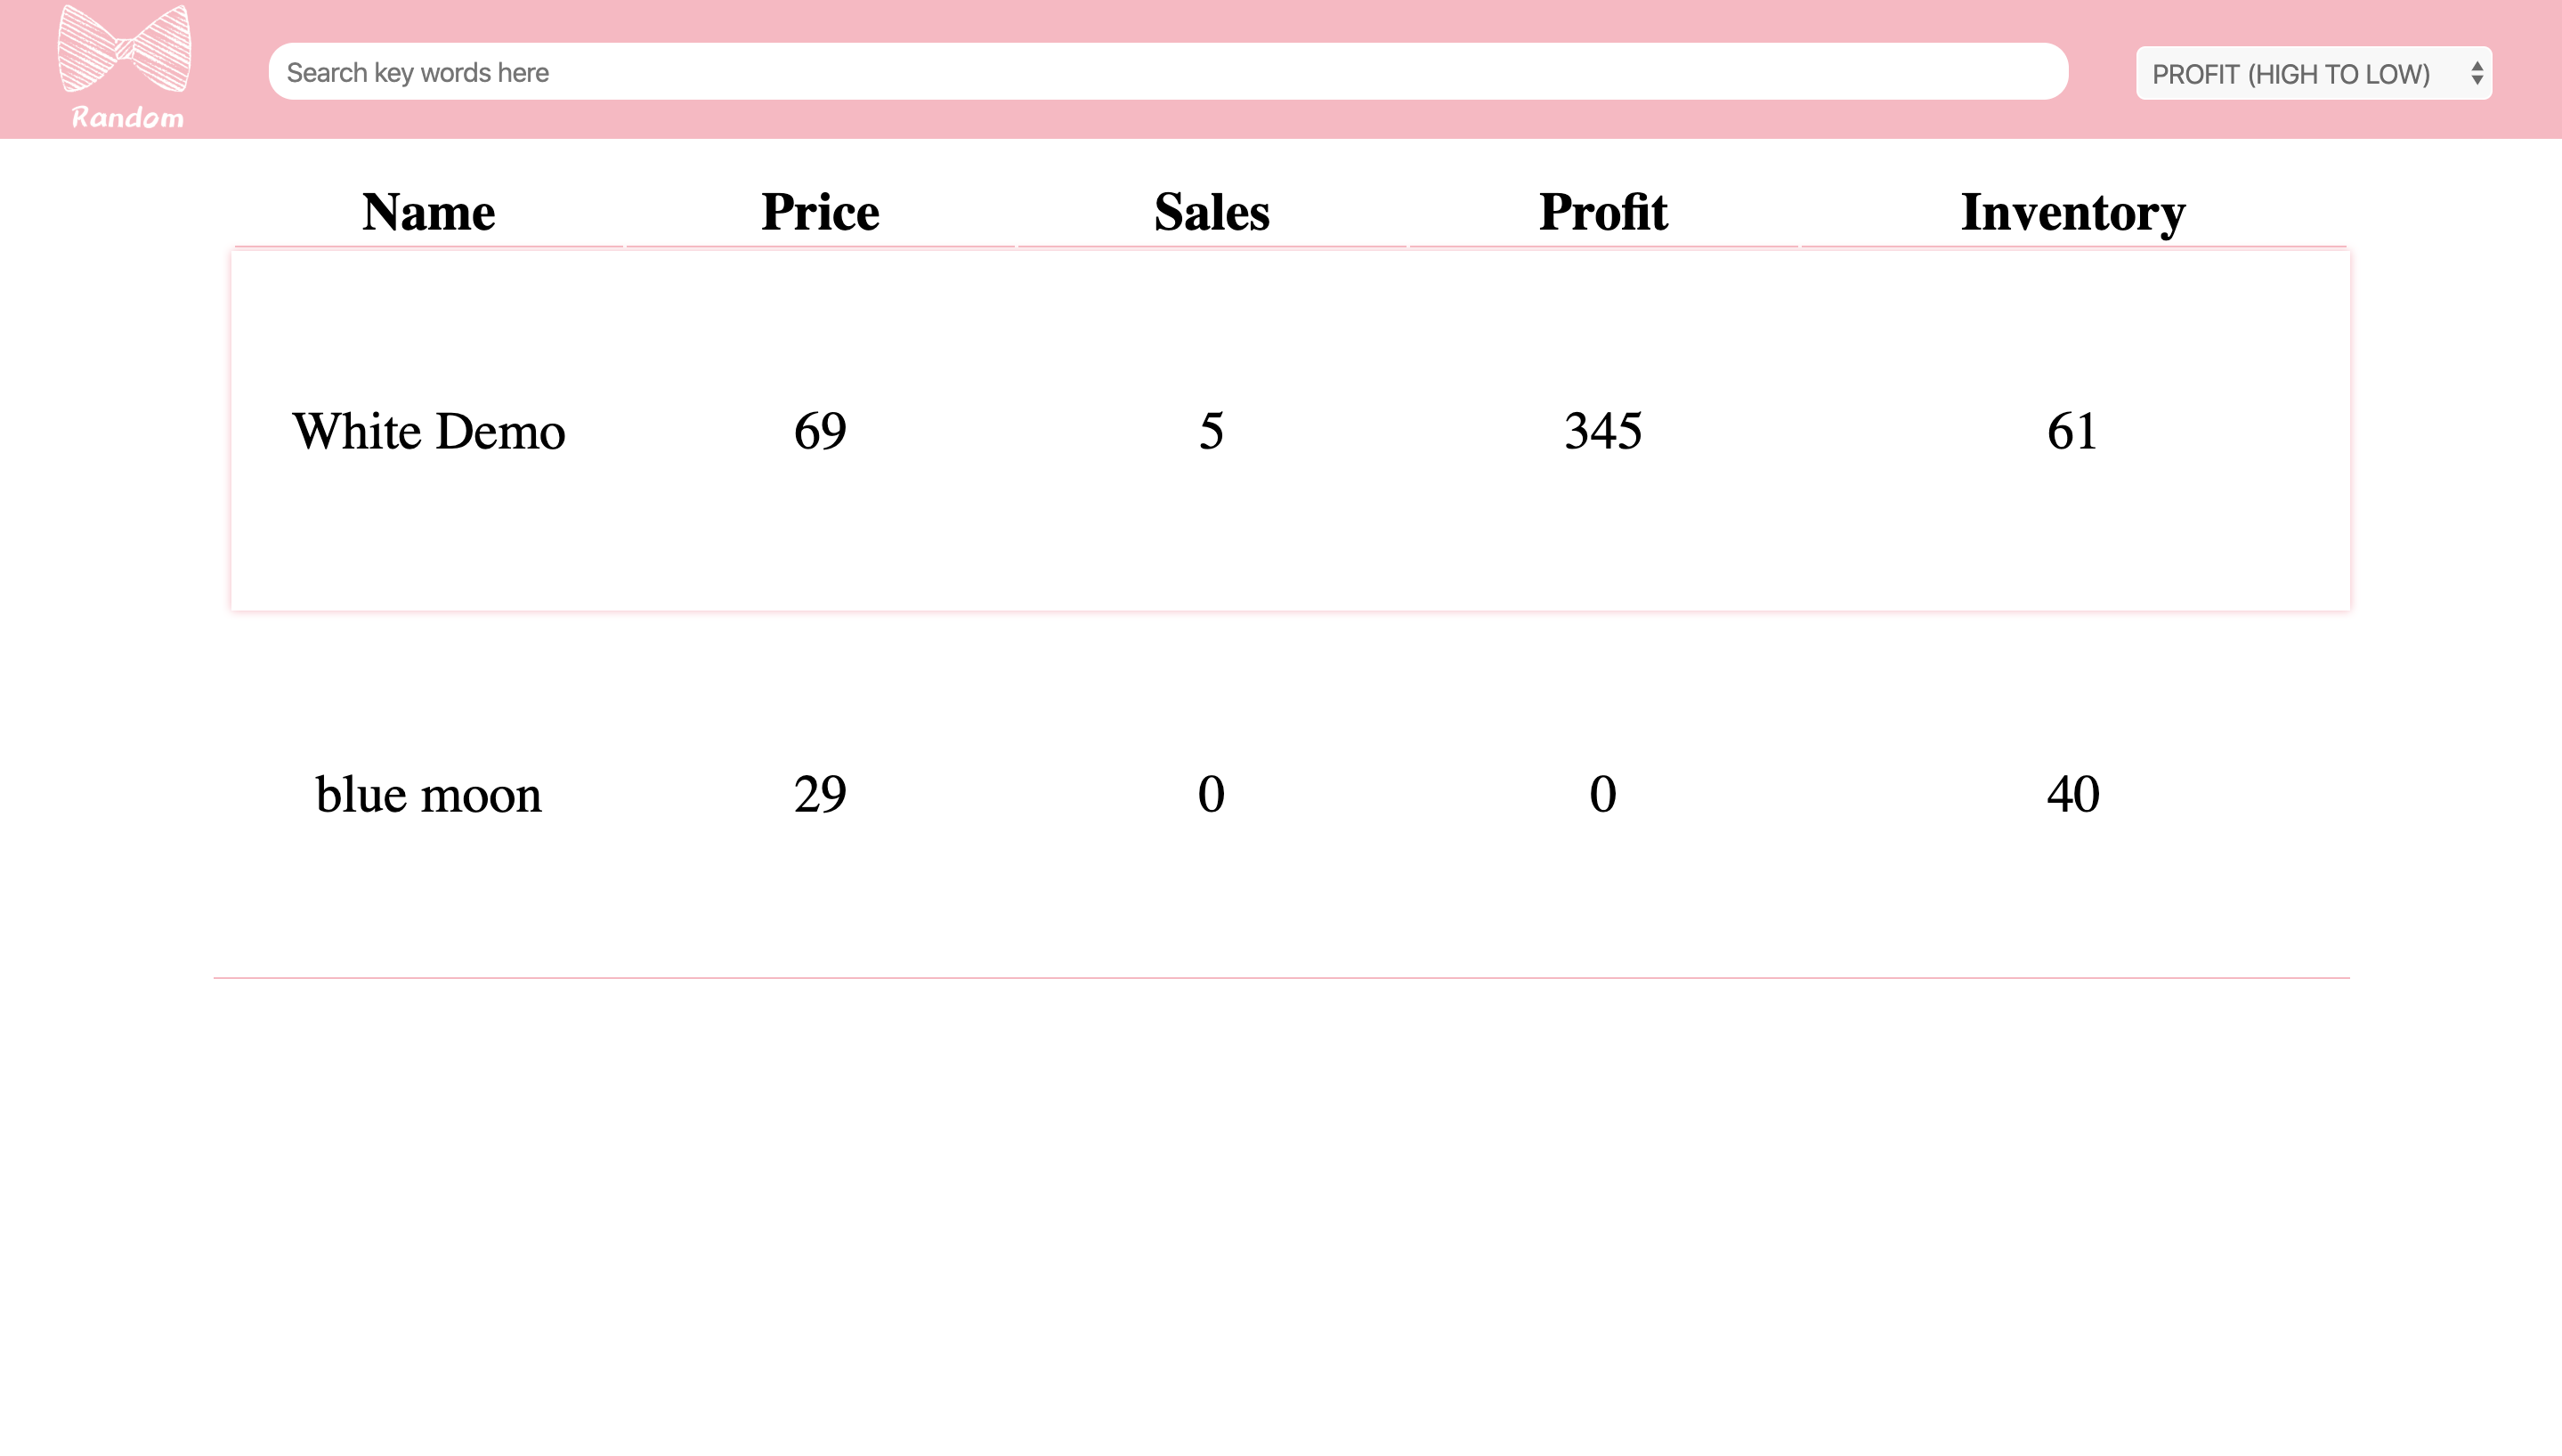 Random
Search key words here
PROFIT (HIGH TO LOW)
Name Price Sales Profit Inventory
White Demo 69 5 345 61
blue moon 29 0 0 40